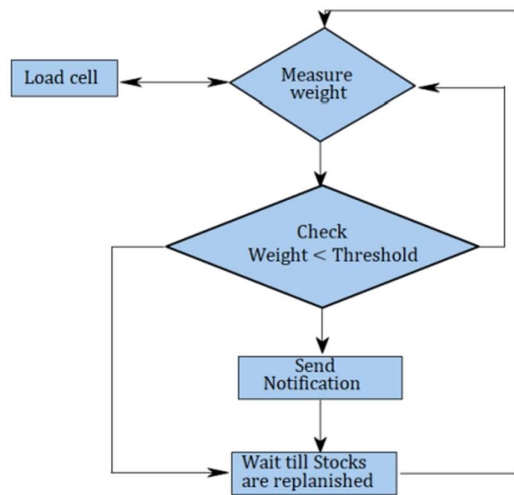 Load cell
Measure
weight
Check
Weight < Threshold
Send
Notification
Wait till Stocks
are replanished